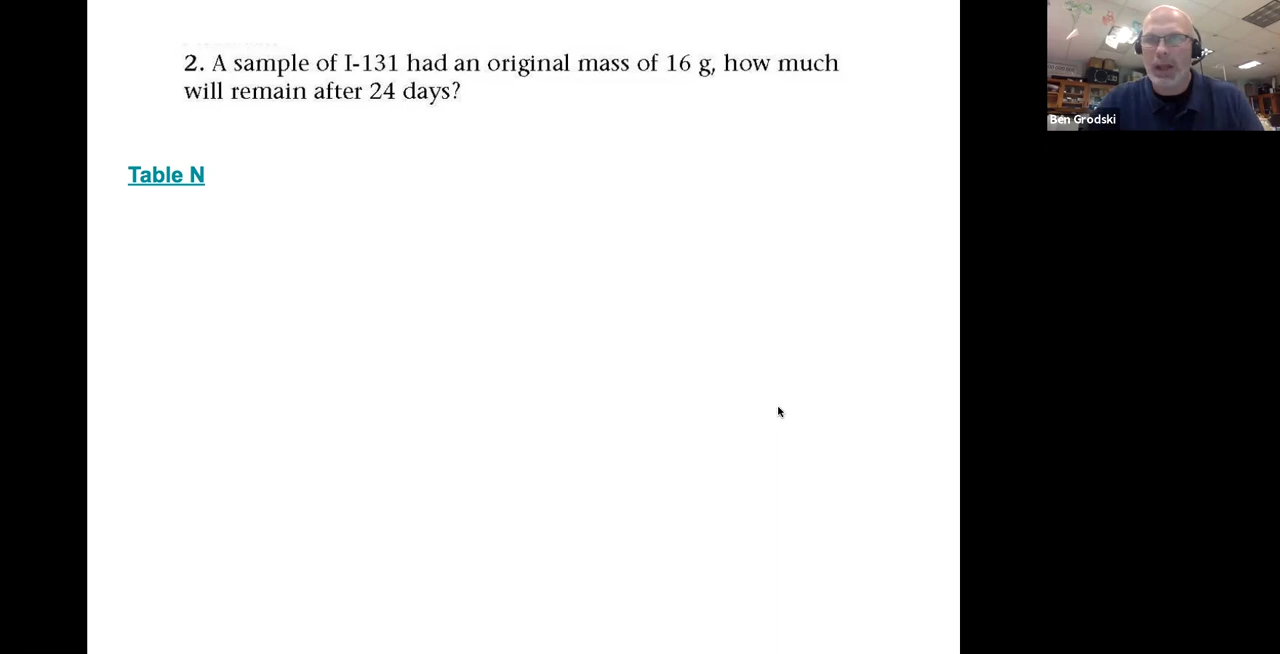 2. A sample of I-131 had an original mass of 16 g, how much
will remain after 24 days?
Table N
Ben Grodski